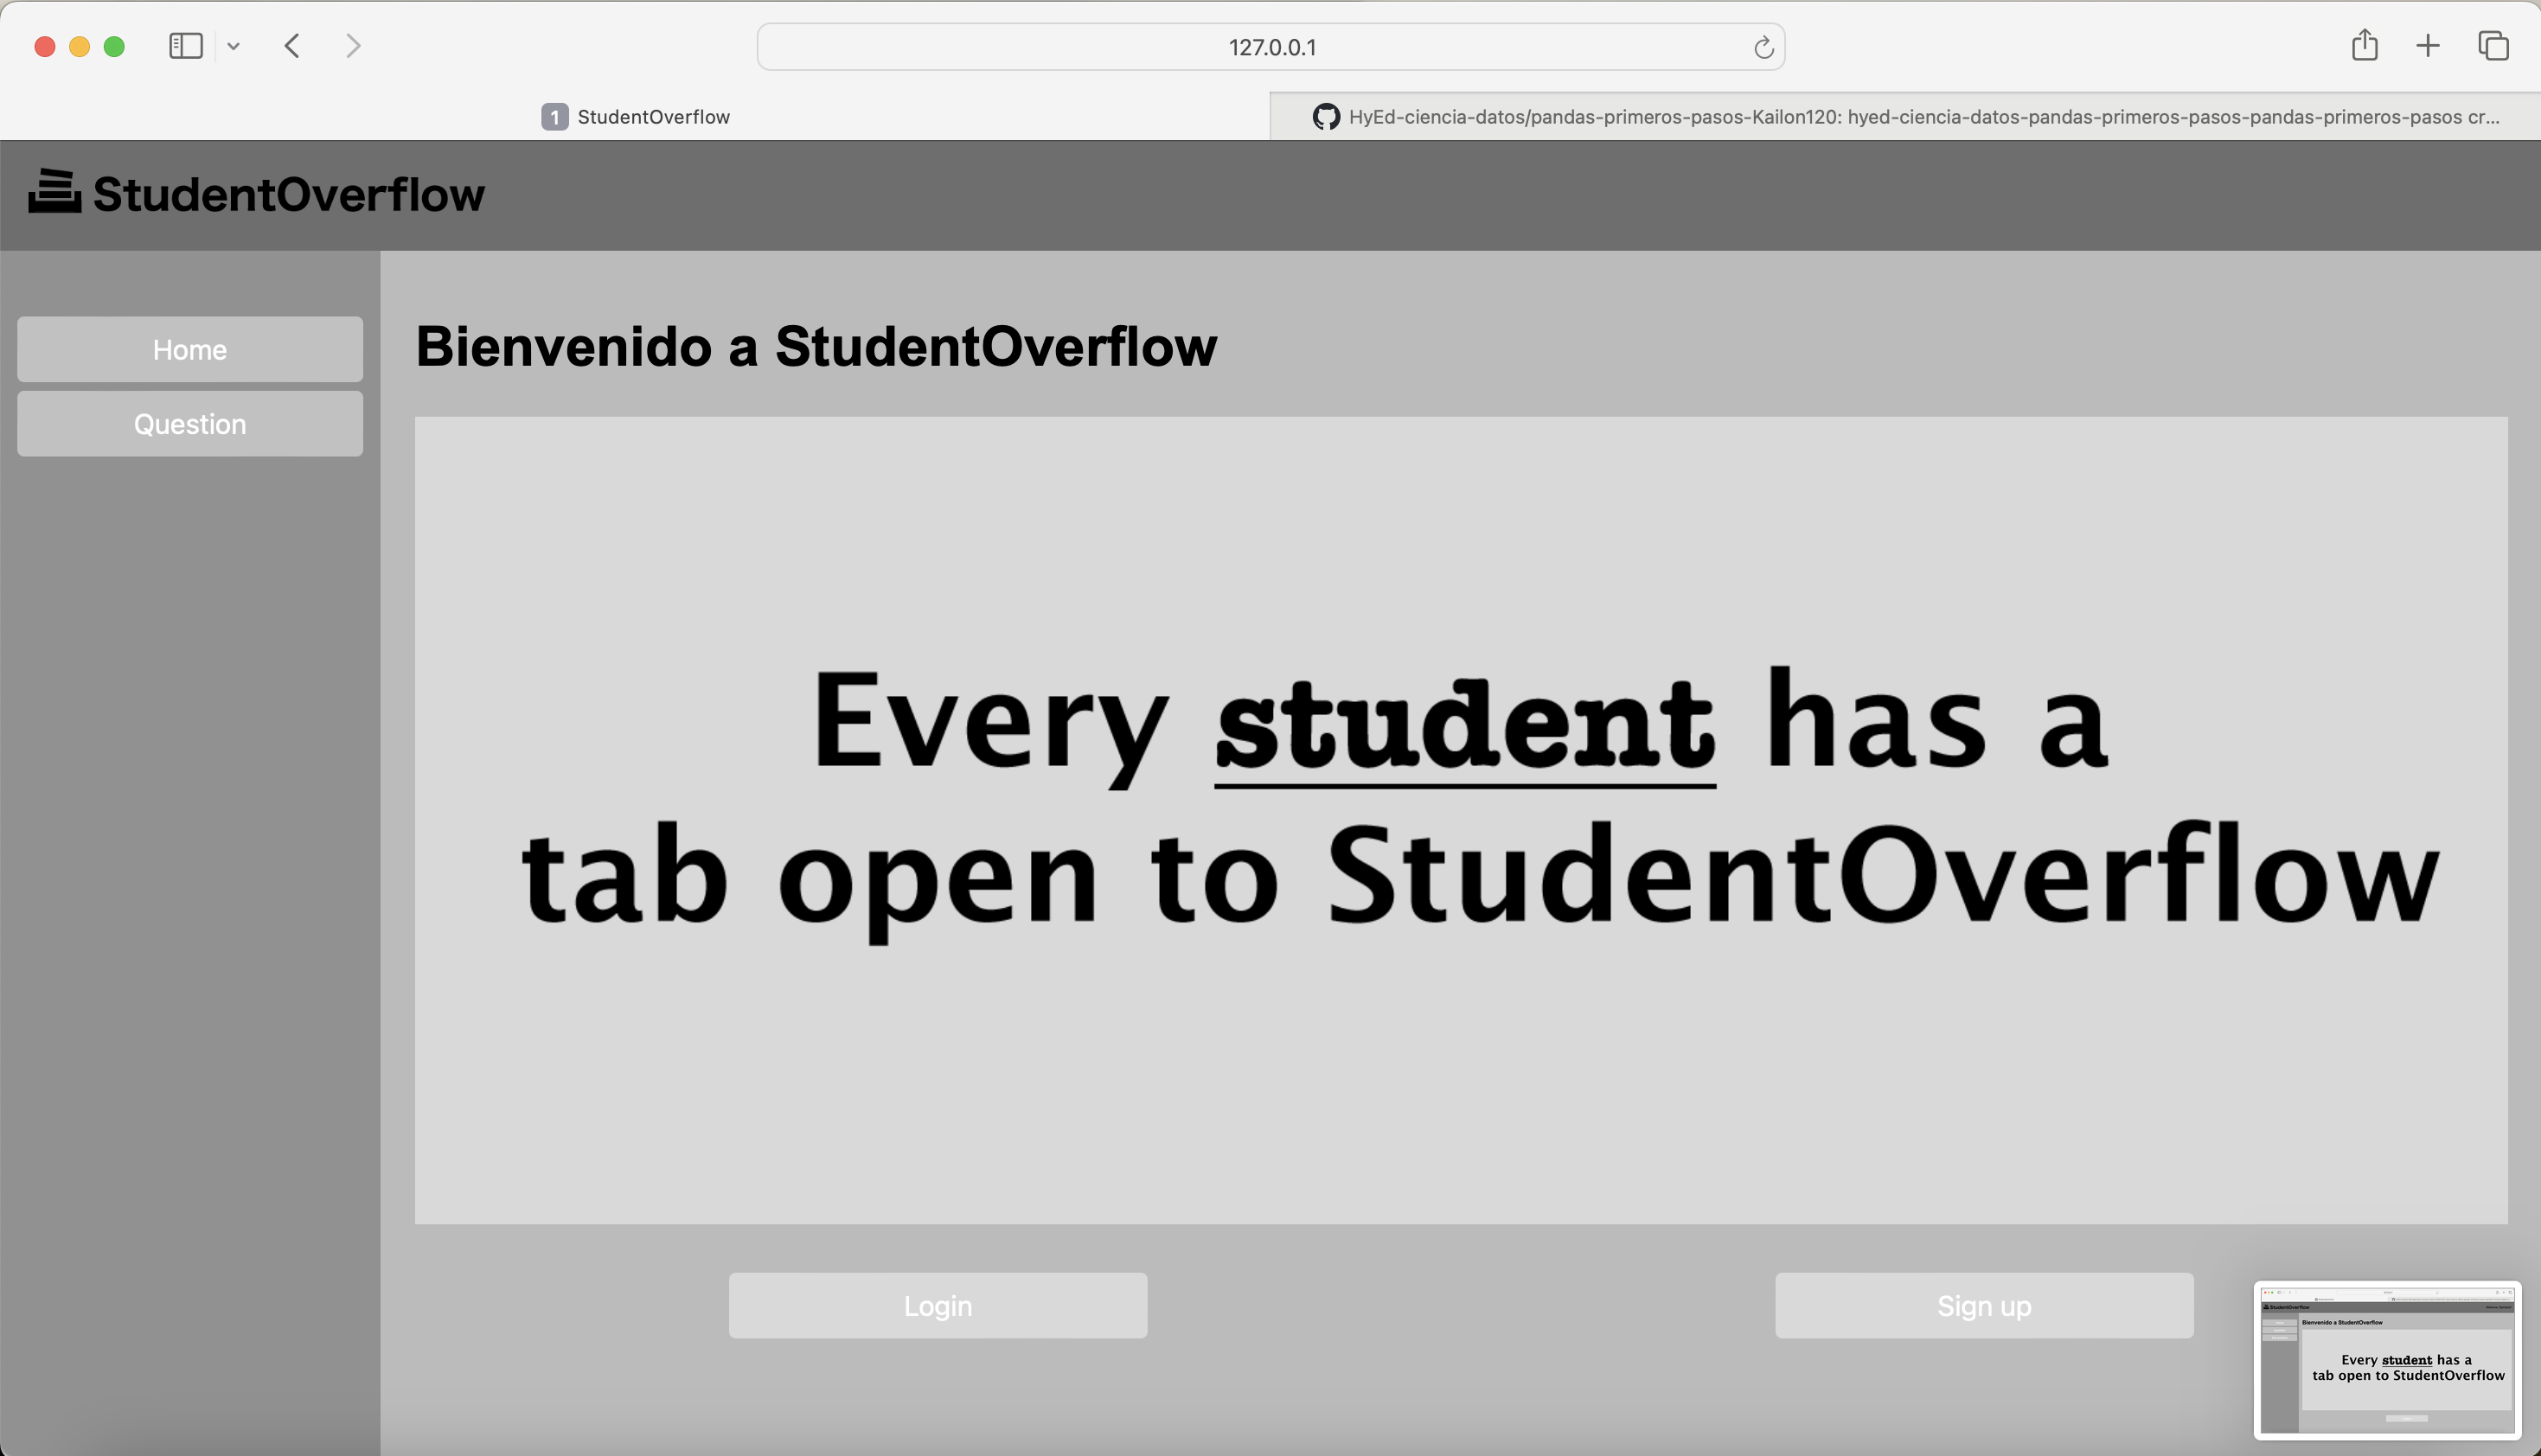 127.0.0.1
1 StudentOverflow
HyEd-ciencia-datos/pandas-primeros-pasos-Kailon120: hyed-ciencia-datos-pandas-primeros-pasos-pandas-primeros-pasos cr...
StudentOverflow
Home
Question
Bienvenido a StudentOverflow
Every student has a
tab open to StudentOverflow
Login
Sign up
StudentOverflow
Bienvenido a StudentOverflow
Every student has a
tab open to StudentOverflow